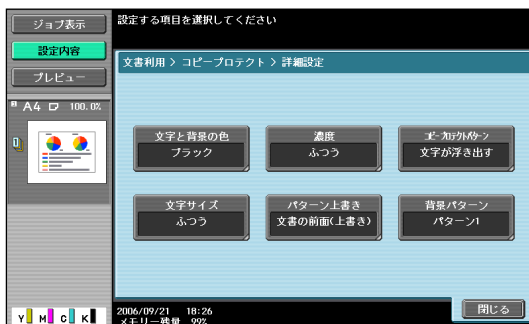 ジョブ表示
設定内容
プレビュー
A4 100.0%
設定する項目を選択してください
文書利用 > コピープロテクト > 詳細設定
文字と背景の色
ブラック
濃度
ふつう
ｺﾋﾟｰﾌﾟﾛﾃｸﾄﾊﾟﾀｰﾝ
文字が浮き出す
文字サイズ
ふつう
パターン上書き
文書の前面(上書き)
背景パターン
パターン1
閉じる
2006/09/21 18:26
メモリー残量 99%
Y M C K